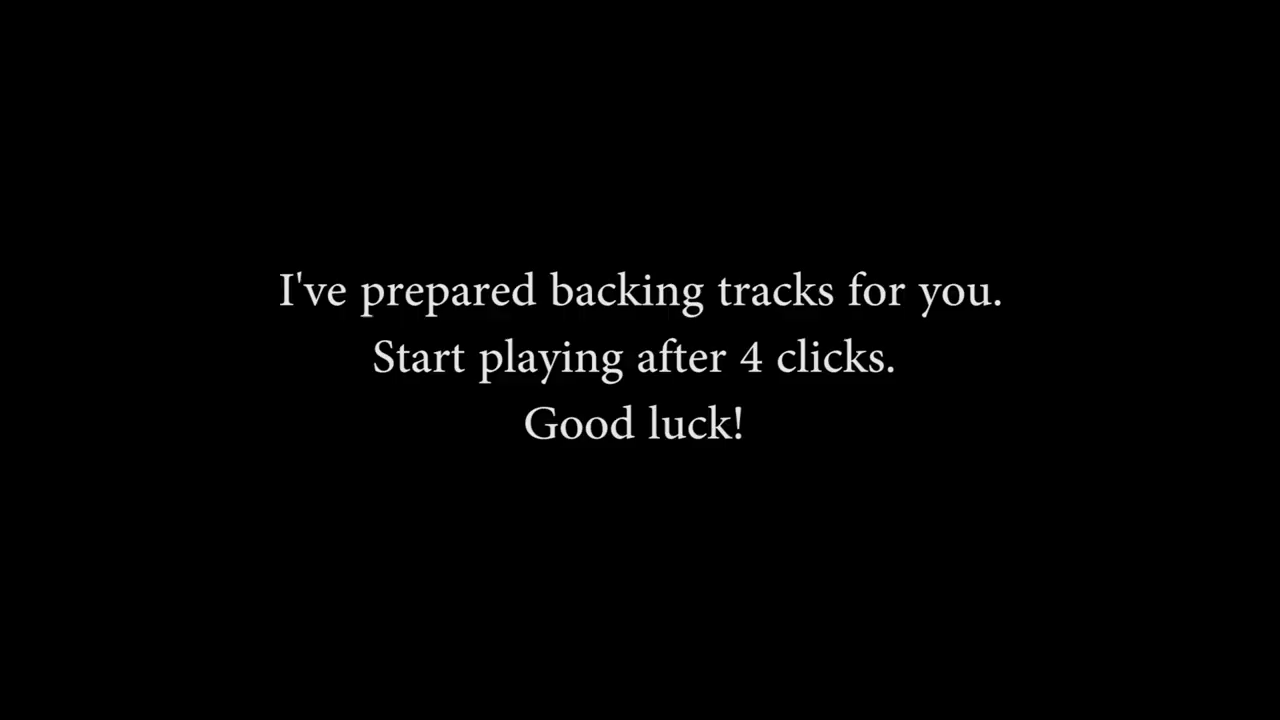 I've prepared backing tracks for you.
Start playing after 4 clicks.
Good luck!